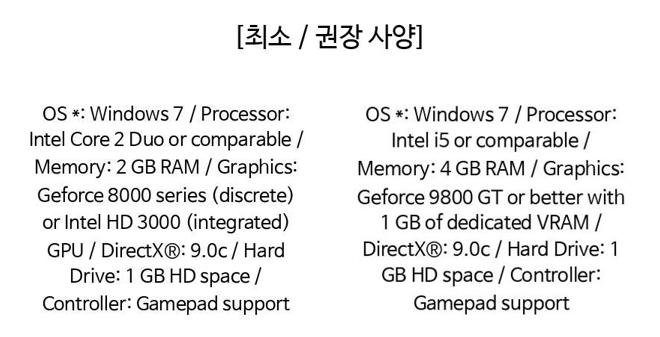 [최소 / 권장 사양]
OS *: Windows 7 / Processor:
Intel Core 2 Duo or comparable /
Memory: 2 GB RAM / Graphics:
Geforce 8000 series (discrete)
or Intel HD 3000 (integrated)
GPU / DirectX®: 9.0c / Hard
Drive: 1 GB HD space /
Controller: Gamepad support
OS *: Windows 7 / Processor:
Intel i5 or comparable /
Memory: 4 GB RAM / Graphics:
Geforce 9800 GT or better with
1 GB of dedicated VRAM /
DirectX®: 9.0c / Hard Drive: 1
GB HD space / Controller:
Gamepad support